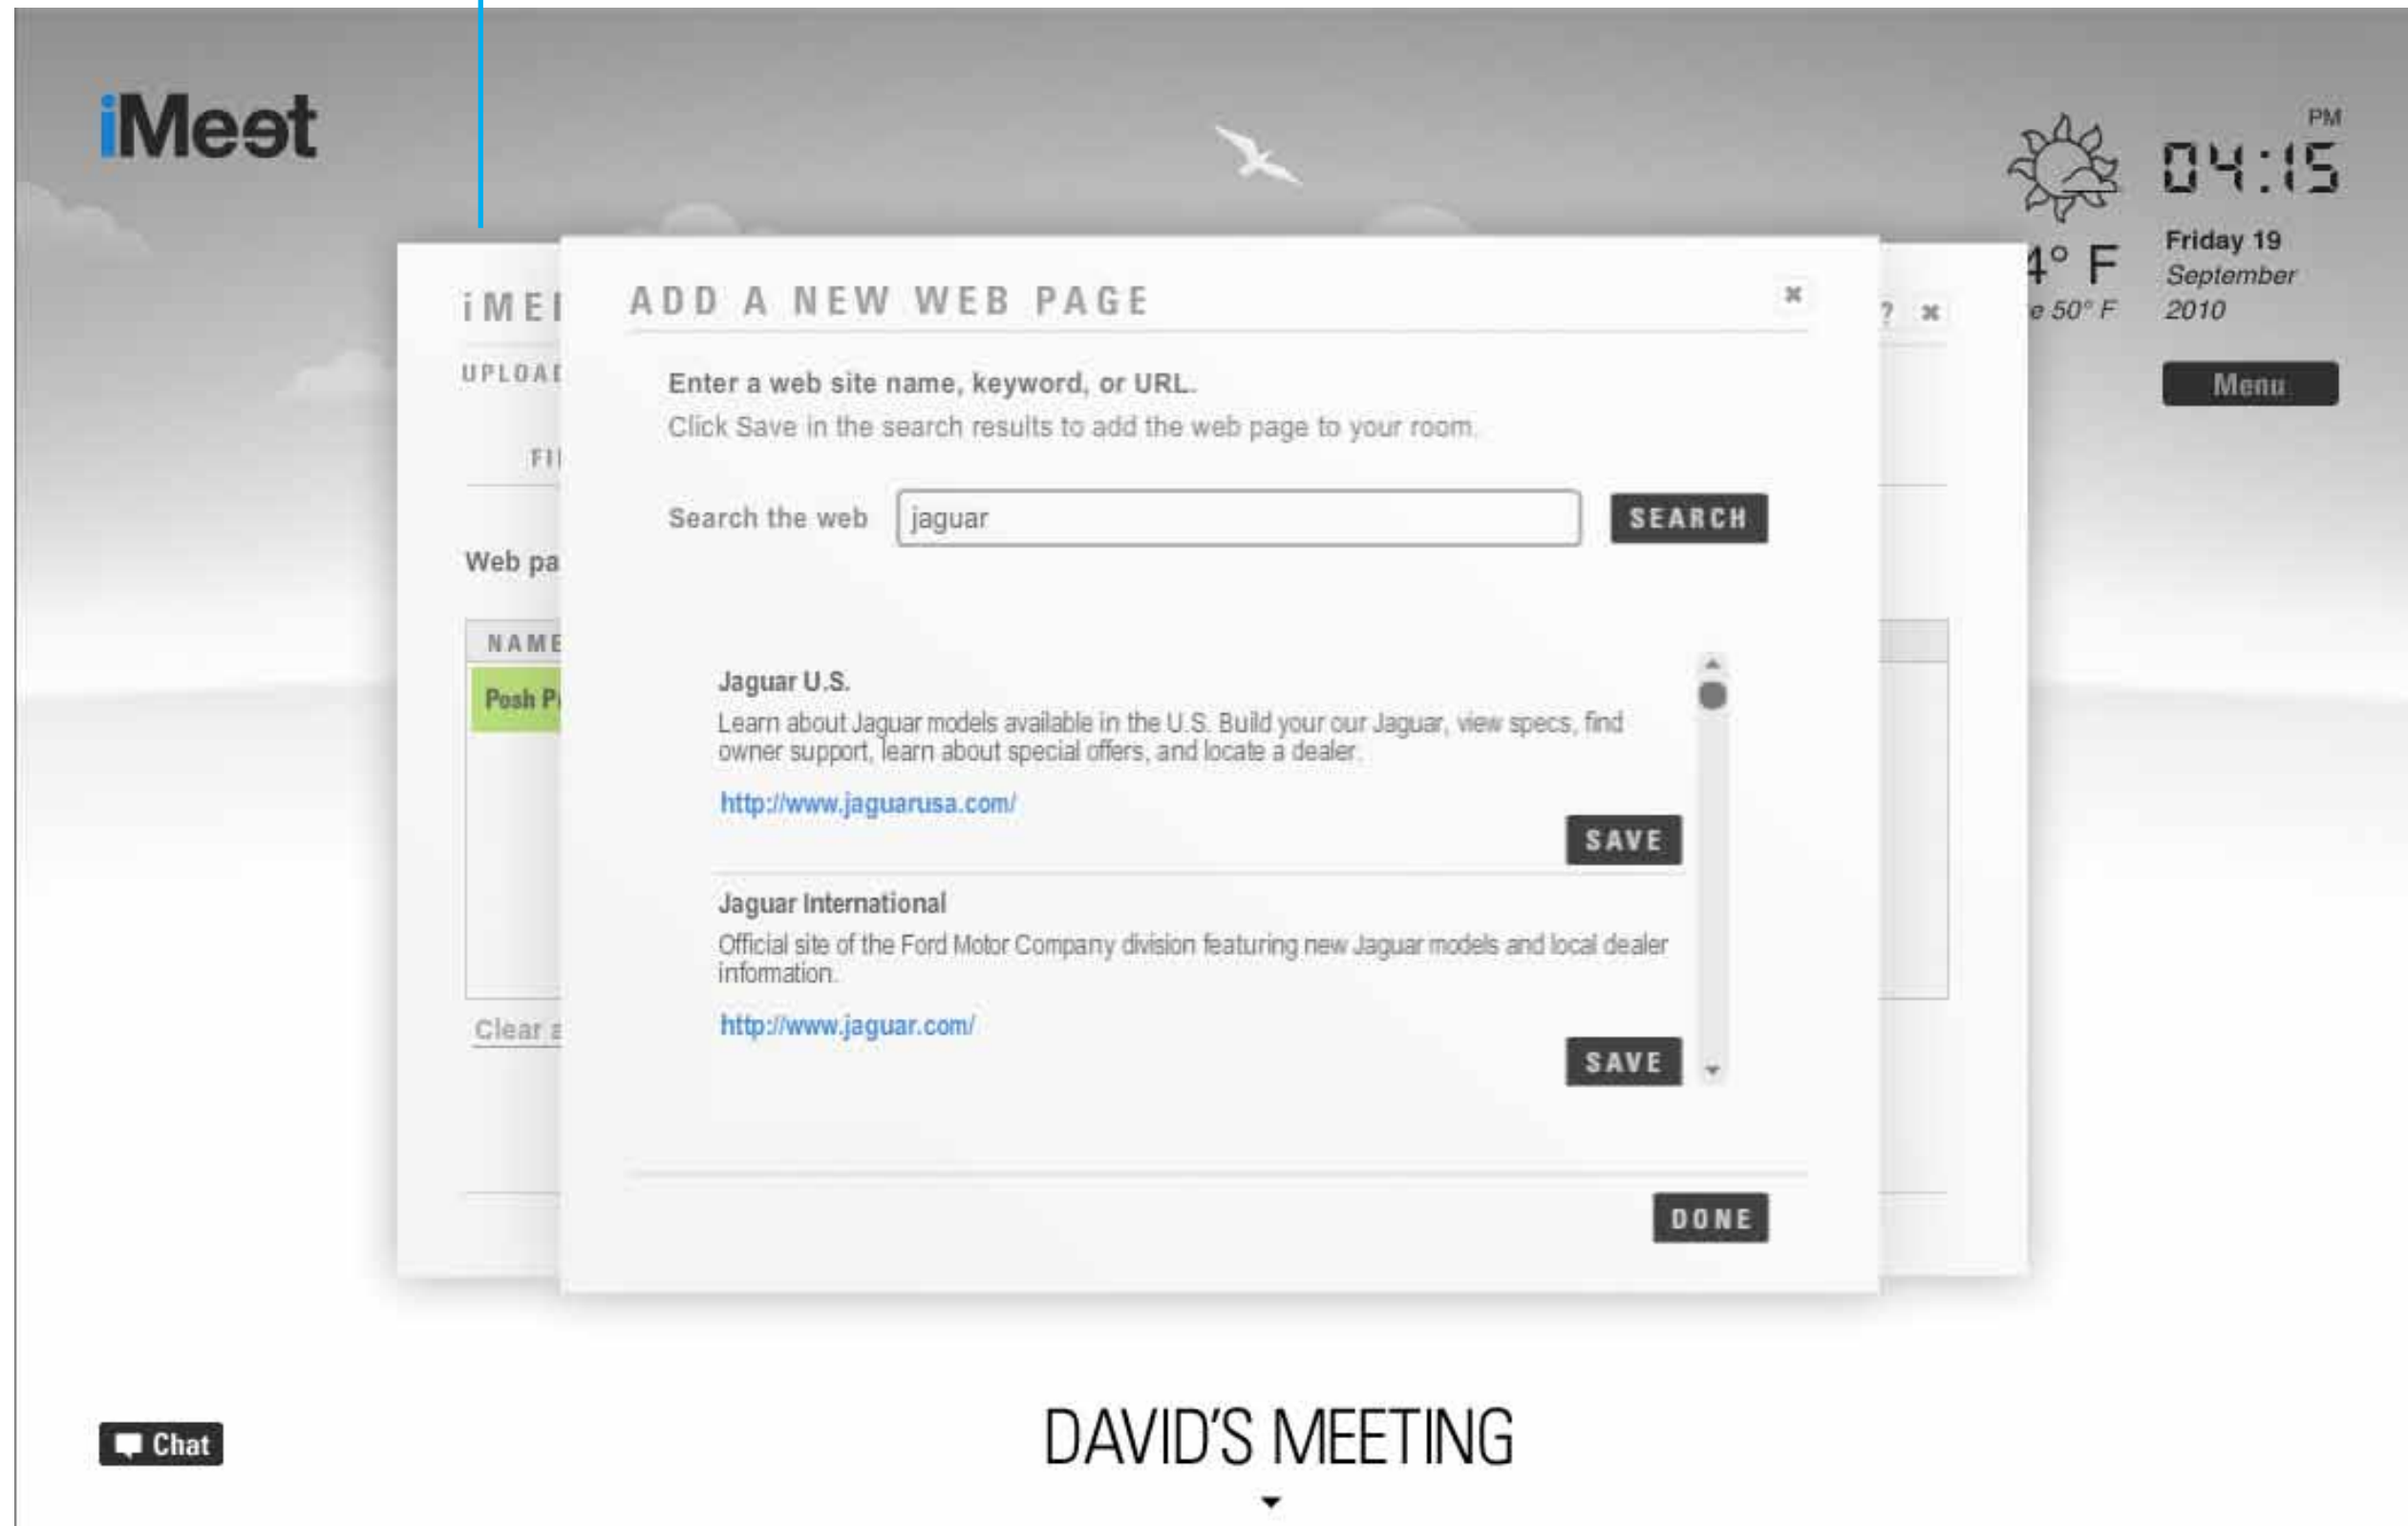 iMeet
PM
04:15
4° F
e 50° F
Friday 19
September
2010
Menu
UPLOA
? ×
Web pa
NAME
Posh P
Clear a
ADD A NEW WEB PAGE ×
Enter a web site name, keyword, or URL.
Click Save in the search results to add the web page to your room.
Search the web jaguar SEARCH
Jaguar U.S.
Learn about Jaguar models available in the U.S. Build your our Jaguar, view specs, find
owner support, learn about special offers, and locate a dealer.
http://www.jaguarusa.com/
SAVE
Jaguar International
Official site of the Ford Motor Company division featuring new Jaguar models and local dealer
information.
http://www.jaguar.com/
SAVE
DONE
Chat
DAVID'S MEETING